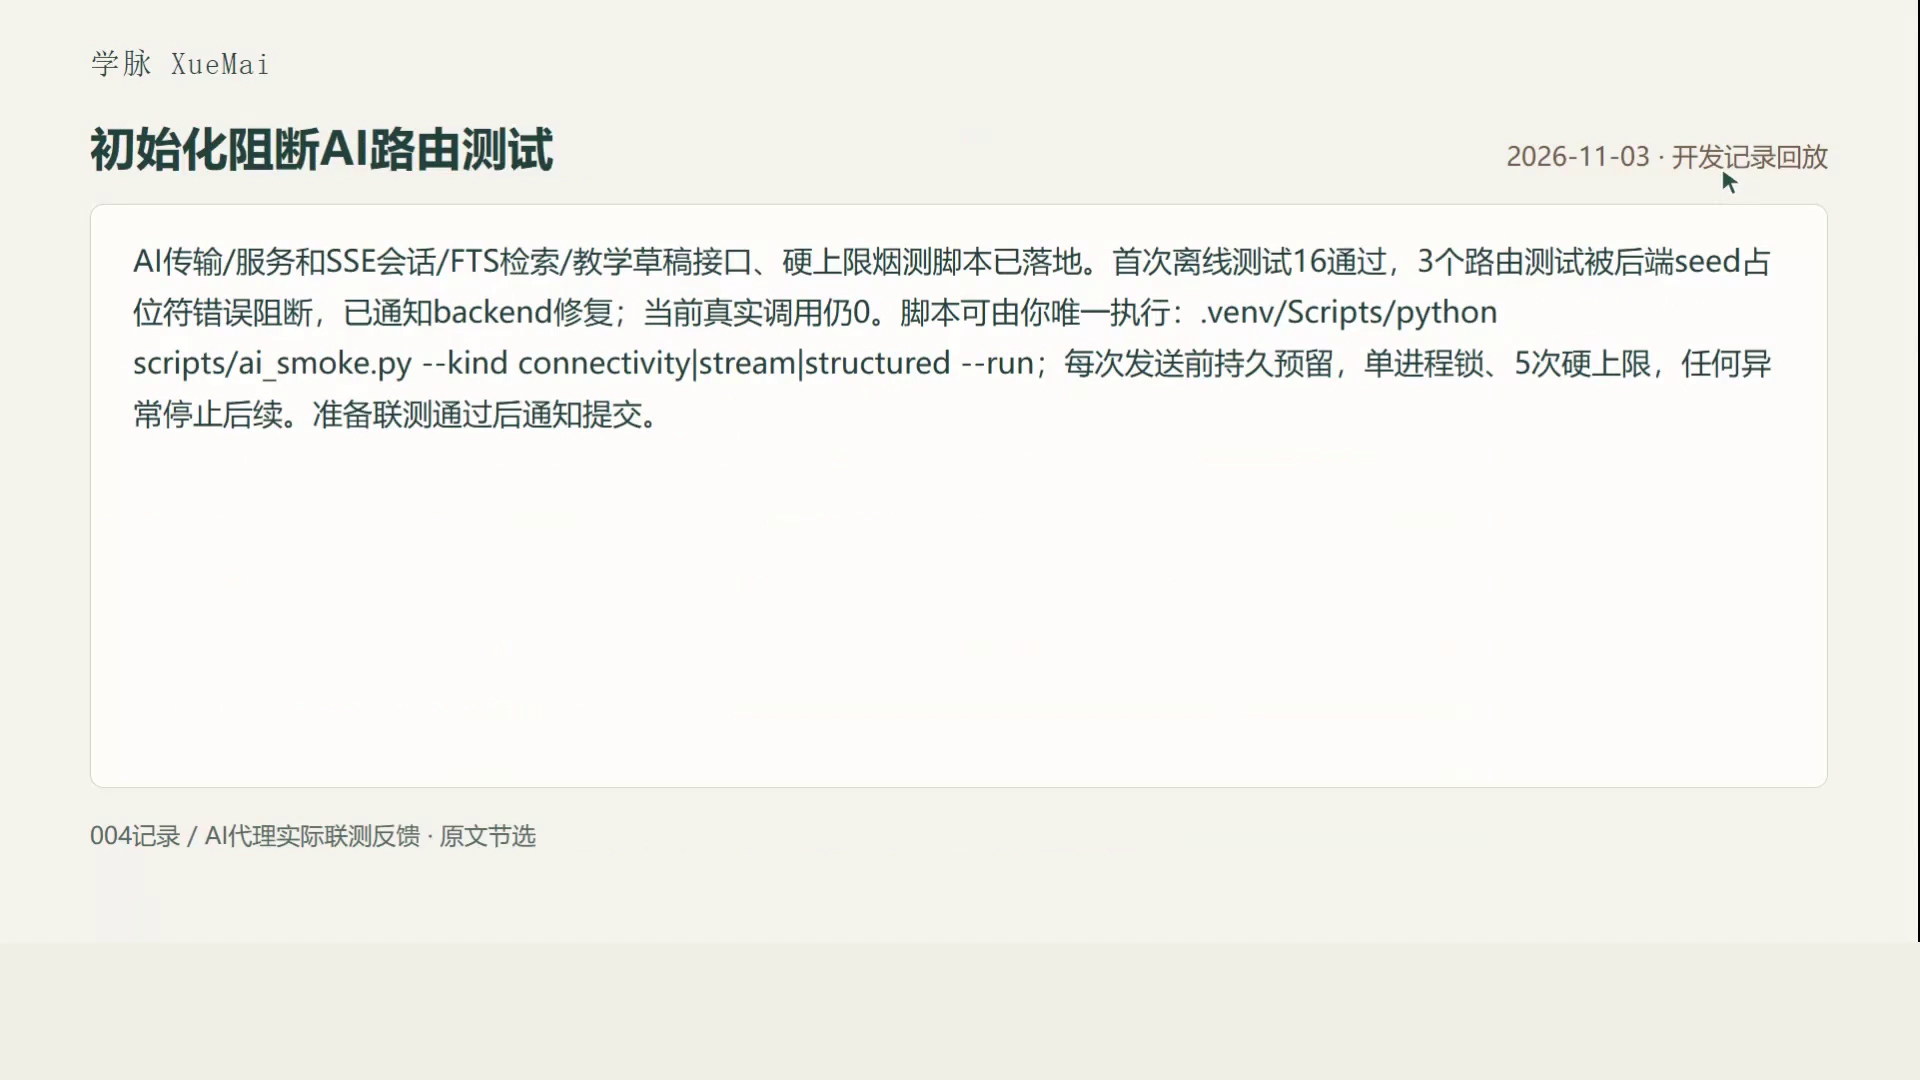 学脉 XueMai
初始化阻断AI路由测试
2026-11-03 · 开发记录回放
AI传输/服务和SSE会话/FTS检索/教学草稿接口、硬上限烟测脚本已落地。首次离线测试16通过，3个路由测试被后端seed占
位符错误阻断，已通知backend修复；当前真实调用仍0。脚本可由你唯一执行：.venv/Scripts/python
scripts/ai_smoke.py --kind connectivity|stream|structured --run；每次发送前持久预留，单进程锁、5次硬上限，任何异
常停止后续。准备联测通过后通知提交。
004记录 / AI代理实际联测反馈 · 原文节选